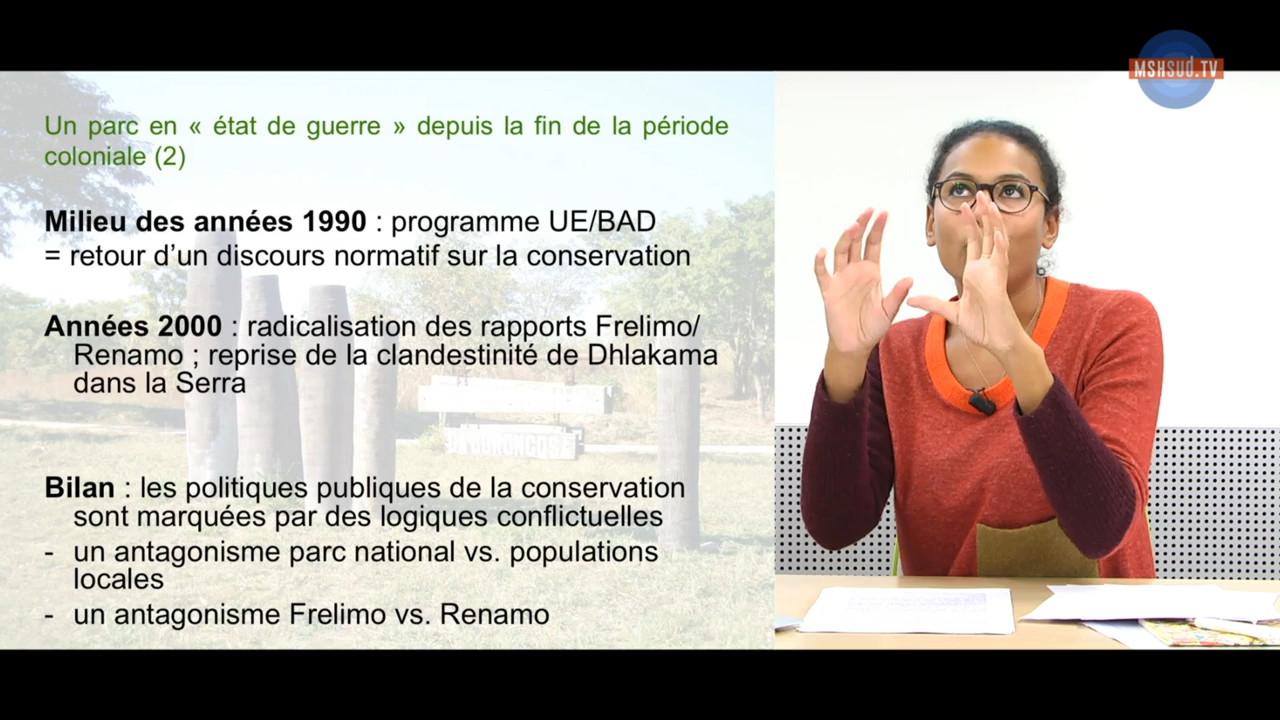 MSHSUD.TV
Un parc en « état de guerre » depuis la fin de la période
coloniale (2)
Milieu des années 1990 : programme UE/BAD
= retour d’un discours normatif sur la conservation
Années 2000 : radicalisation des rapports Frelimo/
Renamo ; reprise de la clandestinité de Dhlakama
dans la Serra
Bilan : les politiques publiques de la conservation
sont marquées par des logiques conflictuelles
- un antagonisme parc national vs. populations
locales
- un antagonisme Frelimo vs. Renamo